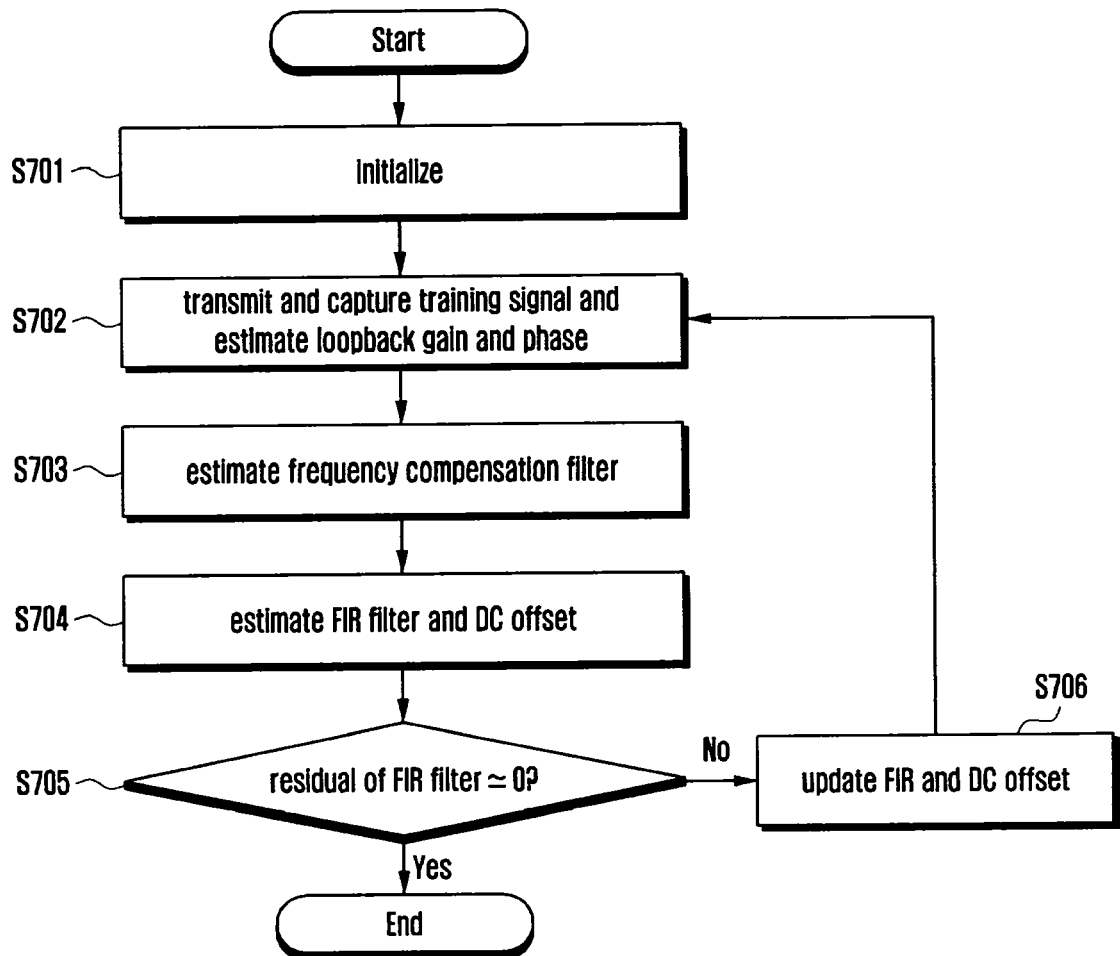 Start
S701
initialize
S702
transmit and capture training signal and
estimate loopback gain and phase
S703
estimate frequency compensation filter
S704
estimate FIR filter and DC offset
S705
residual of FIR filter ≃ 0?
No
S706
update FIR and DC offset
Yes
End